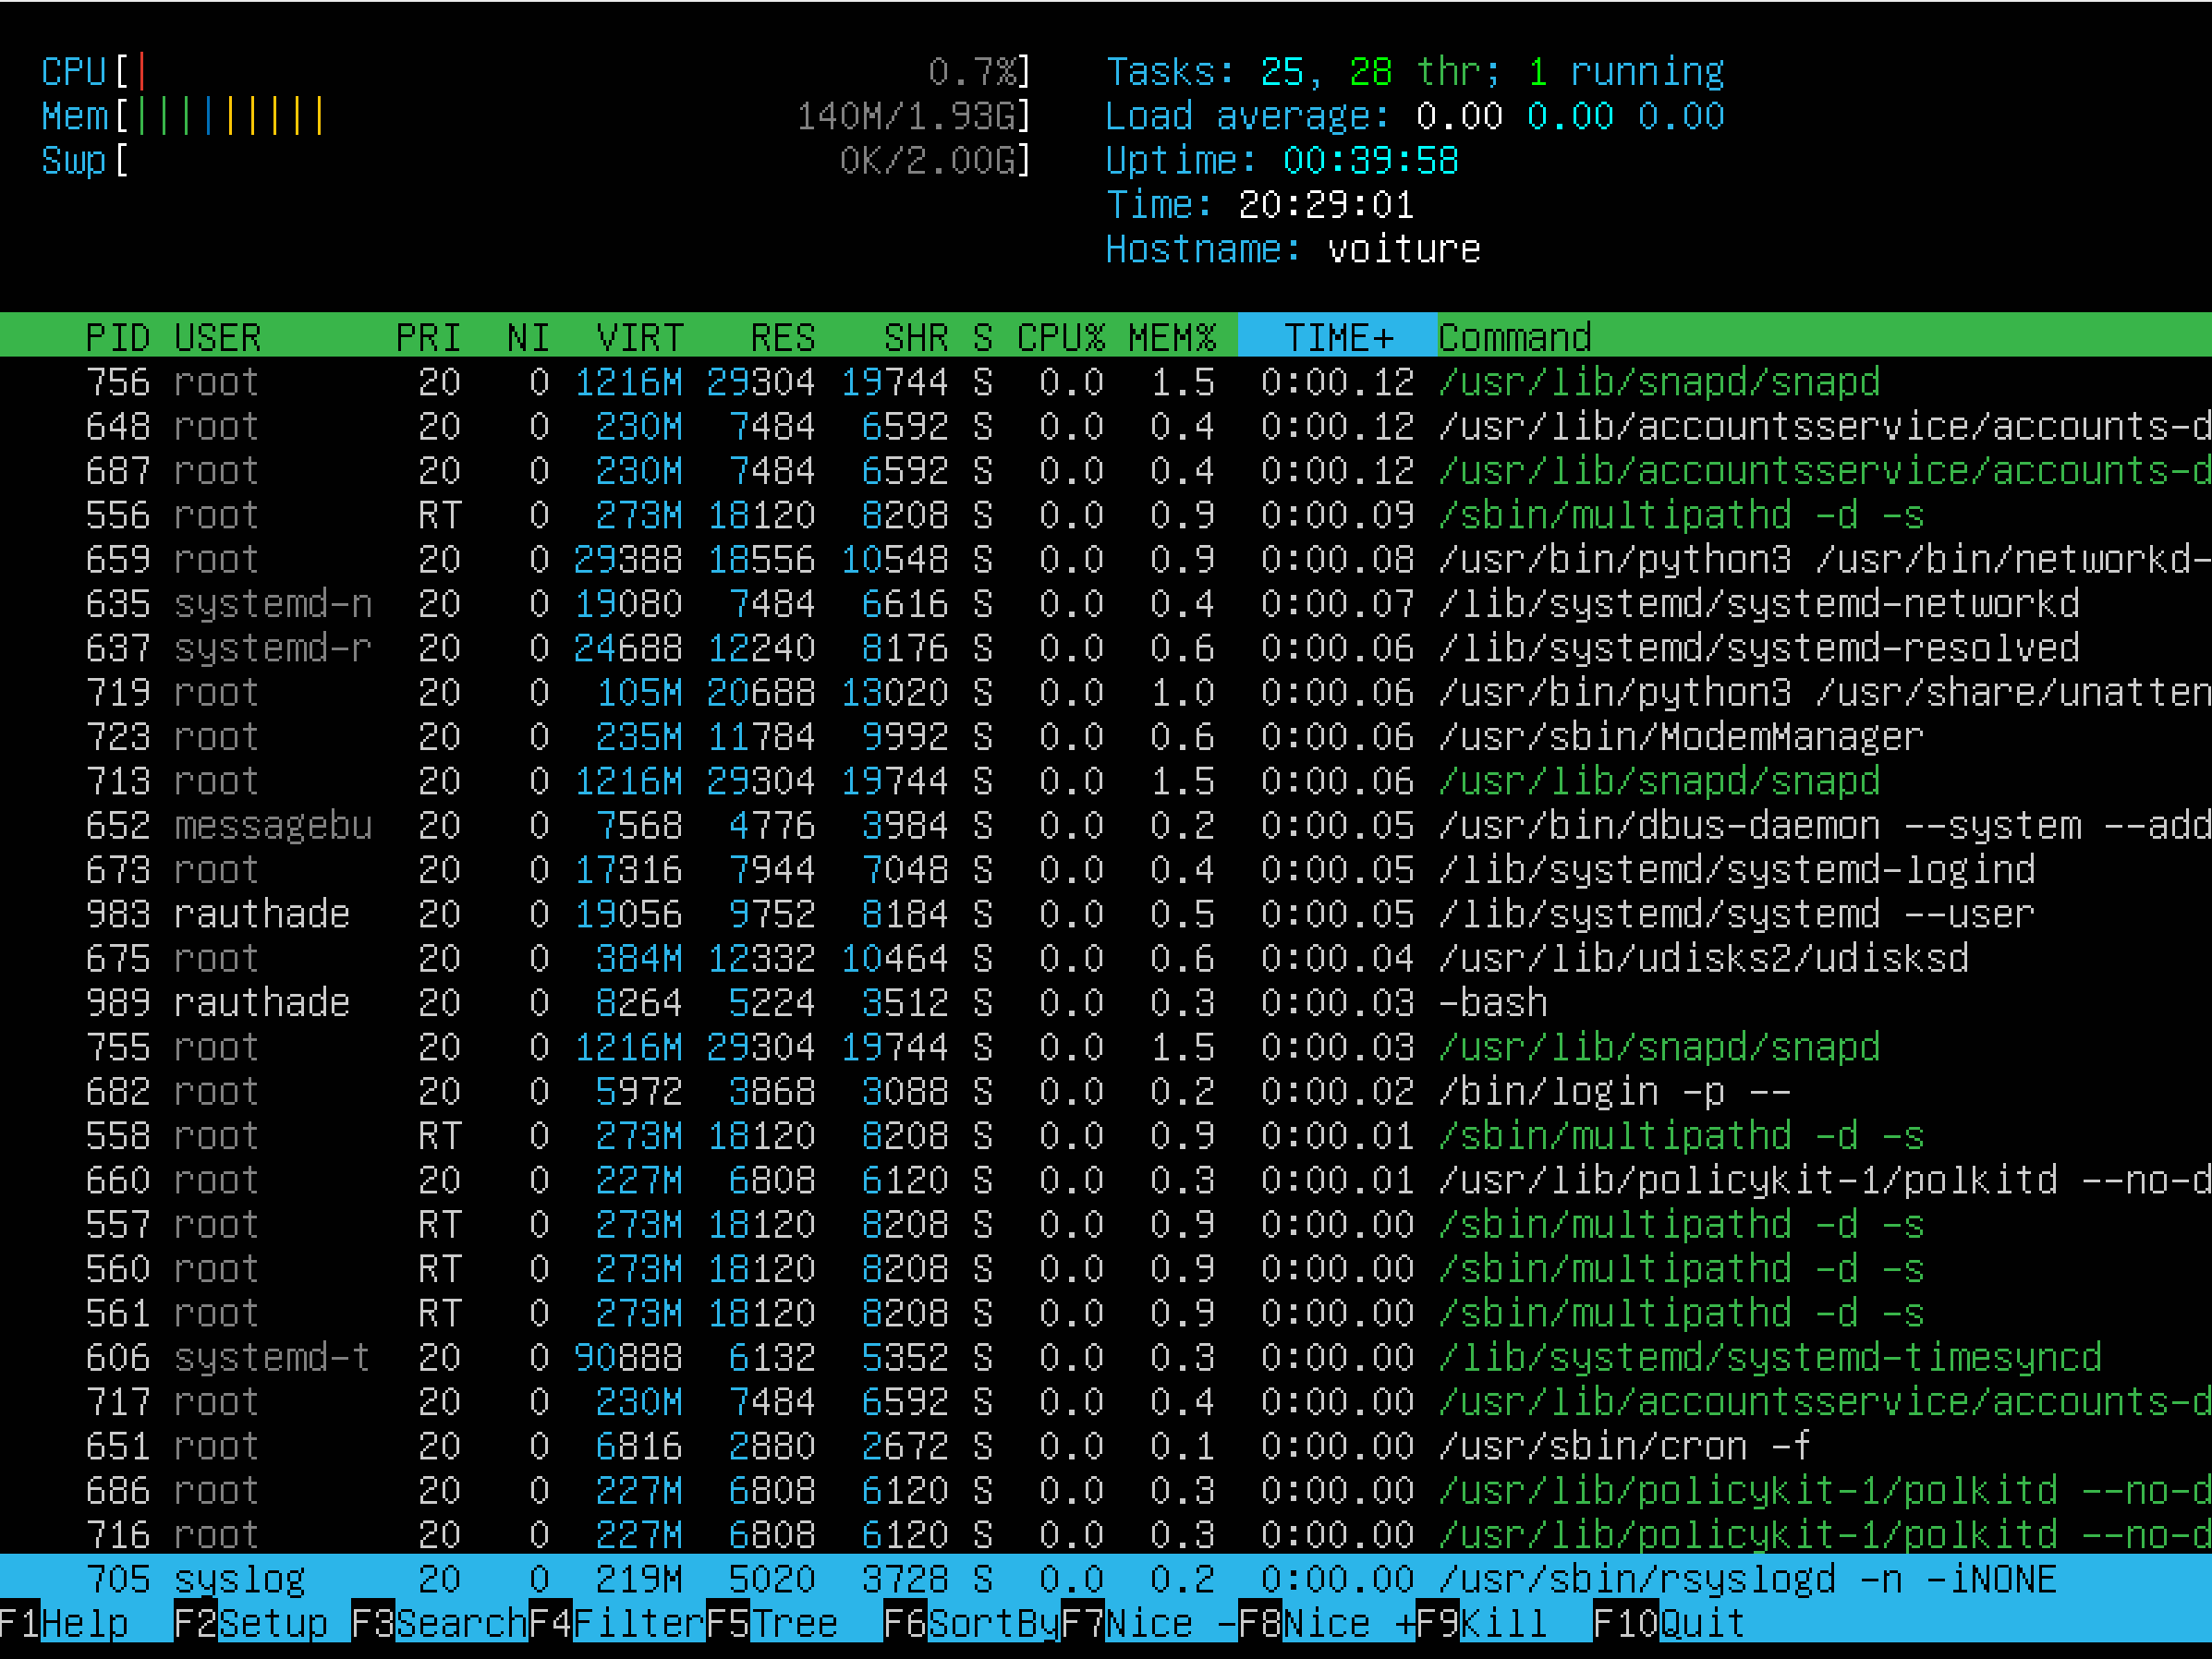 CPU[| 0.7%] Tasks: 25, 28 thr; 1 running
Mem[||||||||| 140M/1.93G] Load average: 0.00 0.00 0.00
Swp[ 0K/2.00G] Uptime: 00:39:58
Time: 20:29:01
Hostname: voiture
PID USER PRI NI VIRT RES SHR S CPU% MEM% TIME+ Command
756 root 20 0 1216M 29304 19744 S 0.0 1.5 0:00.12 /usr/lib/snapd/snapd
648 root 20 0 230M 7484 6592 S 0.0 0.4 0:00.12 /usr/lib/accountsservice/accounts-d
687 root 20 0 230M 7484 6592 S 0.0 0.4 0:00.12 /usr/lib/accountsservice/accounts-d
556 root RT 0 273M 18120 8208 S 0.0 0.9 0:00.09 /sbin/multipathd -d -s
659 root 20 0 29388 18556 10548 S 0.0 0.9 0:00.08 /usr/bin/python3 /usr/bin/networkd-
635 systemd-n 20 0 19080 7484 6616 S 0.0 0.4 0:00.07 /lib/systemd/systemd-networkd
637 systemd-r 20 0 24688 12240 8176 S 0.0 0.6 0:00.06 /lib/systemd/systemd-resolved
719 root 20 0 105M 20688 13020 S 0.0 1.0 0:00.06 /usr/bin/python3 /usr/share/unatten
723 root 20 0 235M 11784 9992 S 0.0 0.6 0:00.06 /usr/sbin/ModemManager
713 root 20 0 1216M 29304 19744 S 0.0 1.5 0:00.06 /usr/lib/snapd/snapd
652 messagebu 20 0 7568 4776 3984 S 0.0 0.2 0:00.05 /usr/bin/dbus-daemon --system --add
673 root 20 0 17316 7944 7048 S 0.0 0.4 0:00.05 /lib/systemd/systemd-logind
983 rauthade 20 0 19056 9752 8184 S 0.0 0.5 0:00.05 /lib/systemd/systemd --user
675 root 20 0 384M 12332 10464 S 0.0 0.6 0:00.04 /usr/lib/udisks2/udisksd
989 rauthade 20 0 8264 5224 3512 S 0.0 0.3 0:00.03 -bash
755 root 20 0 1216M 29304 19744 S 0.0 1.5 0:00.03 /usr/lib/snapd/snapd
682 root 20 0 5972 3868 3088 S 0.0 0.2 0:00.02 /bin/login -p --
558 root RT 0 273M 18120 8208 S 0.0 0.9 0:00.01 /sbin/multipathd -d -s
660 root 20 0 227M 6808 6120 S 0.0 0.3 0:00.01 /usr/lib/policykit-1/polkitd --no-d
557 root RT 0 273M 18120 8208 S 0.0 0.9 0:00.00 /sbin/multipathd -d -s
560 root RT 0 273M 18120 8208 S 0.0 0.9 0:00.00 /sbin/multipathd -d -s
561 root RT 0 273M 18120 8208 S 0.0 0.9 0:00.00 /sbin/multipathd -d -s
606 systemd-t 20 0 90888 6132 5352 S 0.0 0.3 0:00.00 /lib/systemd/systemd-timesyncd
717 root 20 0 230M 7484 6592 S 0.0 0.4 0:00.00 /usr/lib/accountsservice/accounts-d
651 root 20 0 6816 2880 2672 S 0.0 0.1 0:00.00 /usr/sbin/cron -f
686 root 20 0 227M 6808 6120 S 0.0 0.3 0:00.00 /usr/lib/policykit-1/polkitd --no-d
716 root 20 0 227M 6808 6120 S 0.0 0.3 0:00.00 /usr/lib/policykit-1/polkitd --no-d
705 syslog 20 0 219M 5020 3728 S 0.0 0.2 0:00.00 /usr/sbin/rsyslogd -n -iNONE
F1Help F2Setup F3SearchF4FilterF5Tree F6SortByF7Nice -F8Nice +F9Kill F10Quit